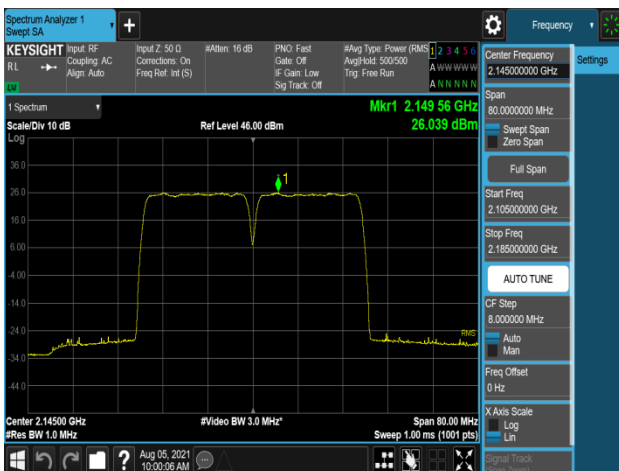 Spectrum Analyzer 1
Swept SA
Frequency
KEYSIGHT
RL
Input: RF
Coupling: AC
Align: Auto
Input Z: 50 Ω
Corrections: On
Freq Ref: Int (S)
#Atten: 16 dB
PNO: Fast
Gate: Off
IF Gain: Low
Sig Track: Off
#Avg Type: Power (RMS
Avg|Hold: 500/500
Trig: Free Run
1 2 3 4 5 6
A W W W W W
A N N N N N
1 Spectrum
Scale/Div 10 dB
Ref Level 46.00 dBm
Mkr1 2.149 56 GHz
26.039 dBm
Log
36.0
26.0
16.0
6.00
-4.00
-14.0
-24.0
-34.0
-44.0
1
RMS
Center 2.14500 GHz
#Res BW 1.0 MHz
#Video BW 3.0 MHz*
Span 80.00 MHz
Sweep 1.00 ms (1001 pts)
Aug 05, 2021
10:00:06 AM
Center Frequency
2.145000000 GHz
Settings
Span
80.0000000 MHz
Swept Span
Zero Span
Full Span
Start Freq
2.105000000 GHz
Stop Freq
2.185000000 GHz
AUTO TUNE
CF Step
8.000000 MHz
Auto
Man
Freq Offset
0 Hz
X Axis Scale
Log
Lin
Signal Track